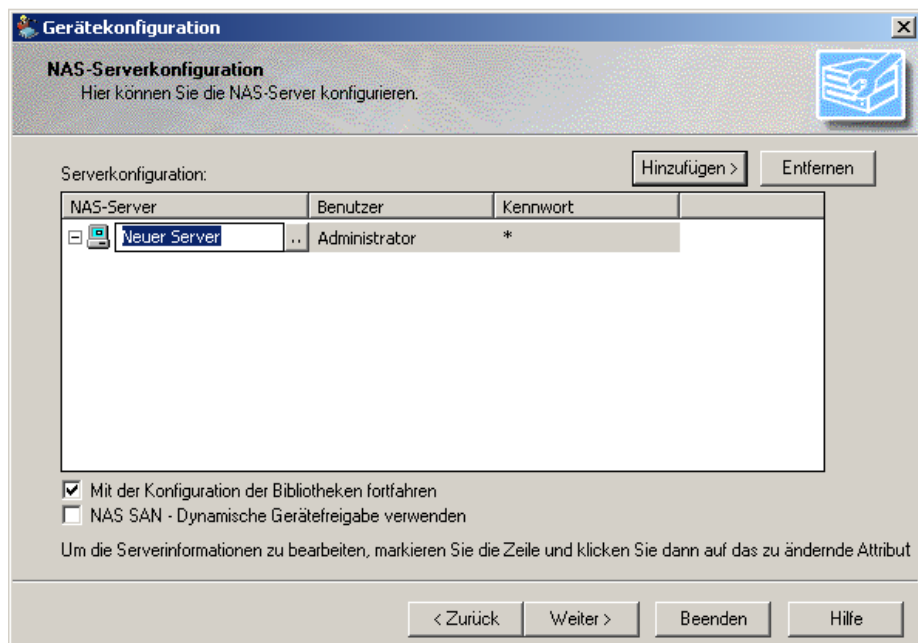 Gerätekonfiguration
NAS-Serverkonfiguration
Hier können Sie die NAS-Server konfigurieren.
Hinzufügen > Entfernen
Serverkonfiguration:
NAS-Server Benutzer Kennwort
Neuer Server .. Administrator *
Mit der Konfiguration der Bibliotheken fortfahren
NAS SAN - Dynamische Gerätefreigabe verwenden
Um die Serverinformationen zu bearbeiten, markieren Sie die Zeile und klicken Sie dann auf das zu ändernde Attribut
< Zurück Weiter > Beenden Hilfe